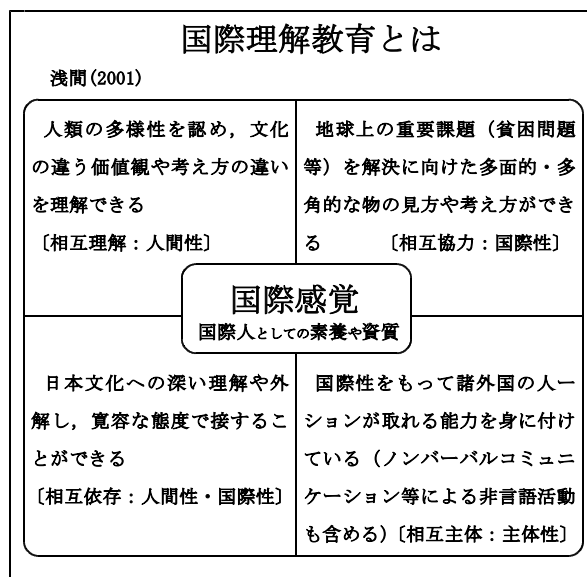 国際理解教育とは
浅間(2001)
人類の多様性を認め，文化
の違う価値観や考え方の違い
を理解できる
〔相互理解：人間性〕
地球上の重要課題（貧困問題
等）を解決に向けた多面的・多
角的な物の見方や考え方ができ
る　　〔相互協力：国際性〕
国際感覚
国際人としての素養や資質
日本文化への深い理解や外
解し，寛容な態度で接するこ
とができる
〔相互依存：人間性・国際性〕
国際性をもって諸外国の人ー
ションが取れる能力を身に付け
ている（ノンバーバルコミュニ
ケーション等による非言語活動
も含める）〔相互主体：主体性〕